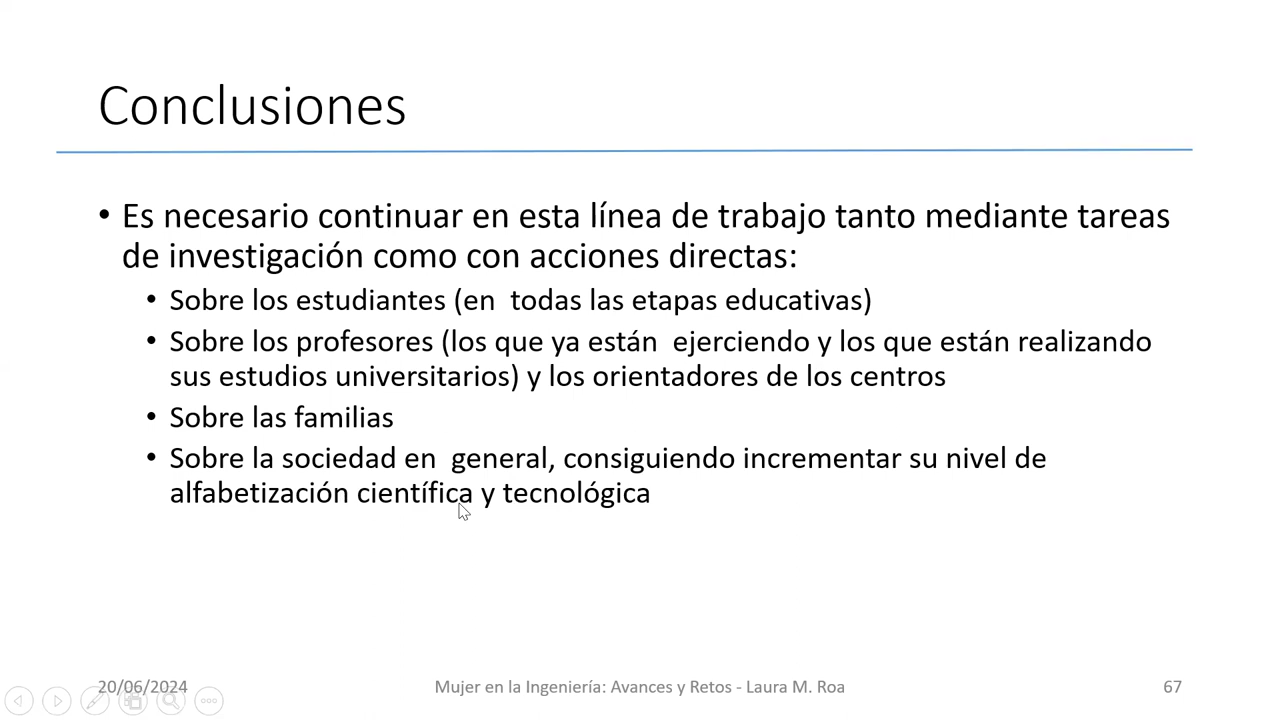 Conclusiones
• Es necesario continuar en esta línea de trabajo tanto mediante tareas
de investigación como con acciones directas:
• Sobre los estudiantes (en  todas las etapas educativas)
• Sobre los profesores (los que ya están  ejerciendo y los que están realizando
sus estudios universitarios) y los orientadores de los centros
• Sobre las familias
• Sobre la sociedad en  general, consiguiendo incrementar su nivel de
alfabetización científica y tecnológica
20/06/2024
Mujer en la Ingeniería: Avances y Retos - Laura M. Roa
67